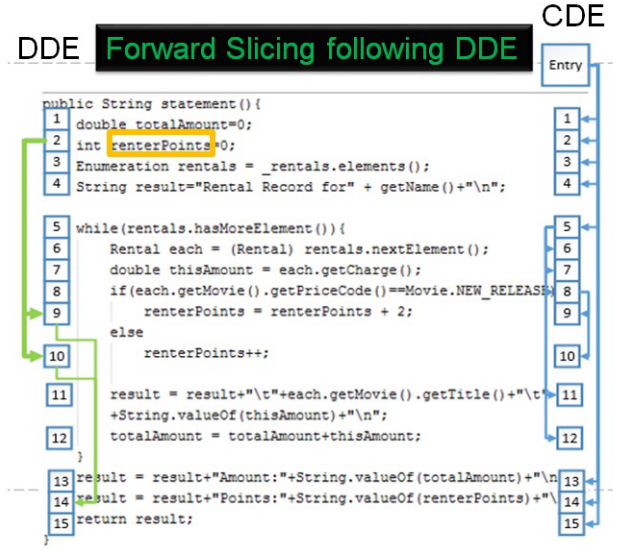 CDE
DDE Forward Slicing following DDE
Entry
public String statement(){
1 double totalAmount=0; 1
2 int renterPoints=0; 2
3 Enumeration rentals = _rentals.elements(); 3
4 String result="Rental Record for" + getName()+"\n"; 4
5 while(rentals.hasMoreElement()){ 5
6 Rental each = (Rental) rentals.nextElement(); 6
7 double thisAmount = each.getCharge(); 7
8 if(each.getMovie().getPriceCode()==Movie.NEW_RELEASE) 8
9 renterPoints = renterPoints + 2; 9
else
10 renterPoints++; 10
11 result = result+"\t"+each.getMovie().getTitle()+"\t" 11
+String.valueOf(thisAmount)+"\n";
12 totalAmount = totalAmount+thisAmount; 12
}
13 result = result+"Amount:"+String.valueOf(totalAmount)+"\n 13
14 result = result+"Points:"+String.valueOf(renterPoints)+"\ 14
15 return result; 15
}